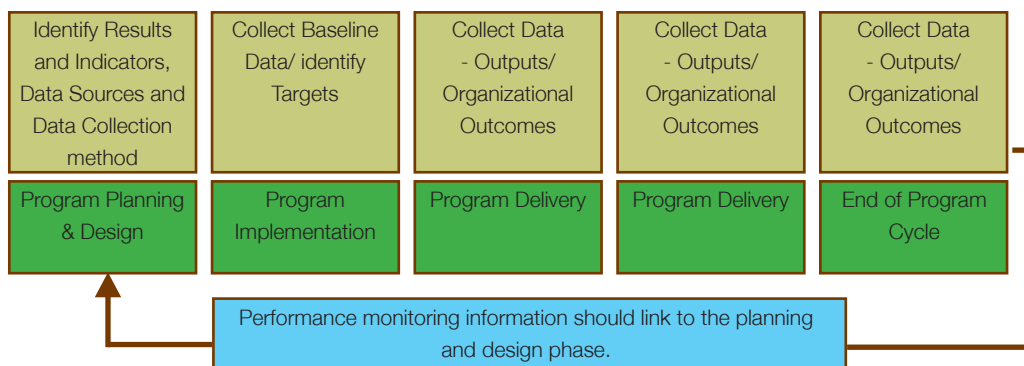 Identify Results
and Indicators,
Data Sources and
Data Collection
method
Collect Baseline
Data/ identify
Targets
Collect Data
- Outputs/
Organizational
Outcomes
Collect Data
- Outputs/
Organizational
Outcomes
Collect Data
- Outputs/
Organizational
Outcomes
Program Planning
& Design
Program
Implementation
Program Delivery
Program Delivery
End of Program
Cycle
Performance monitoring information should link to the planning
and design phase.